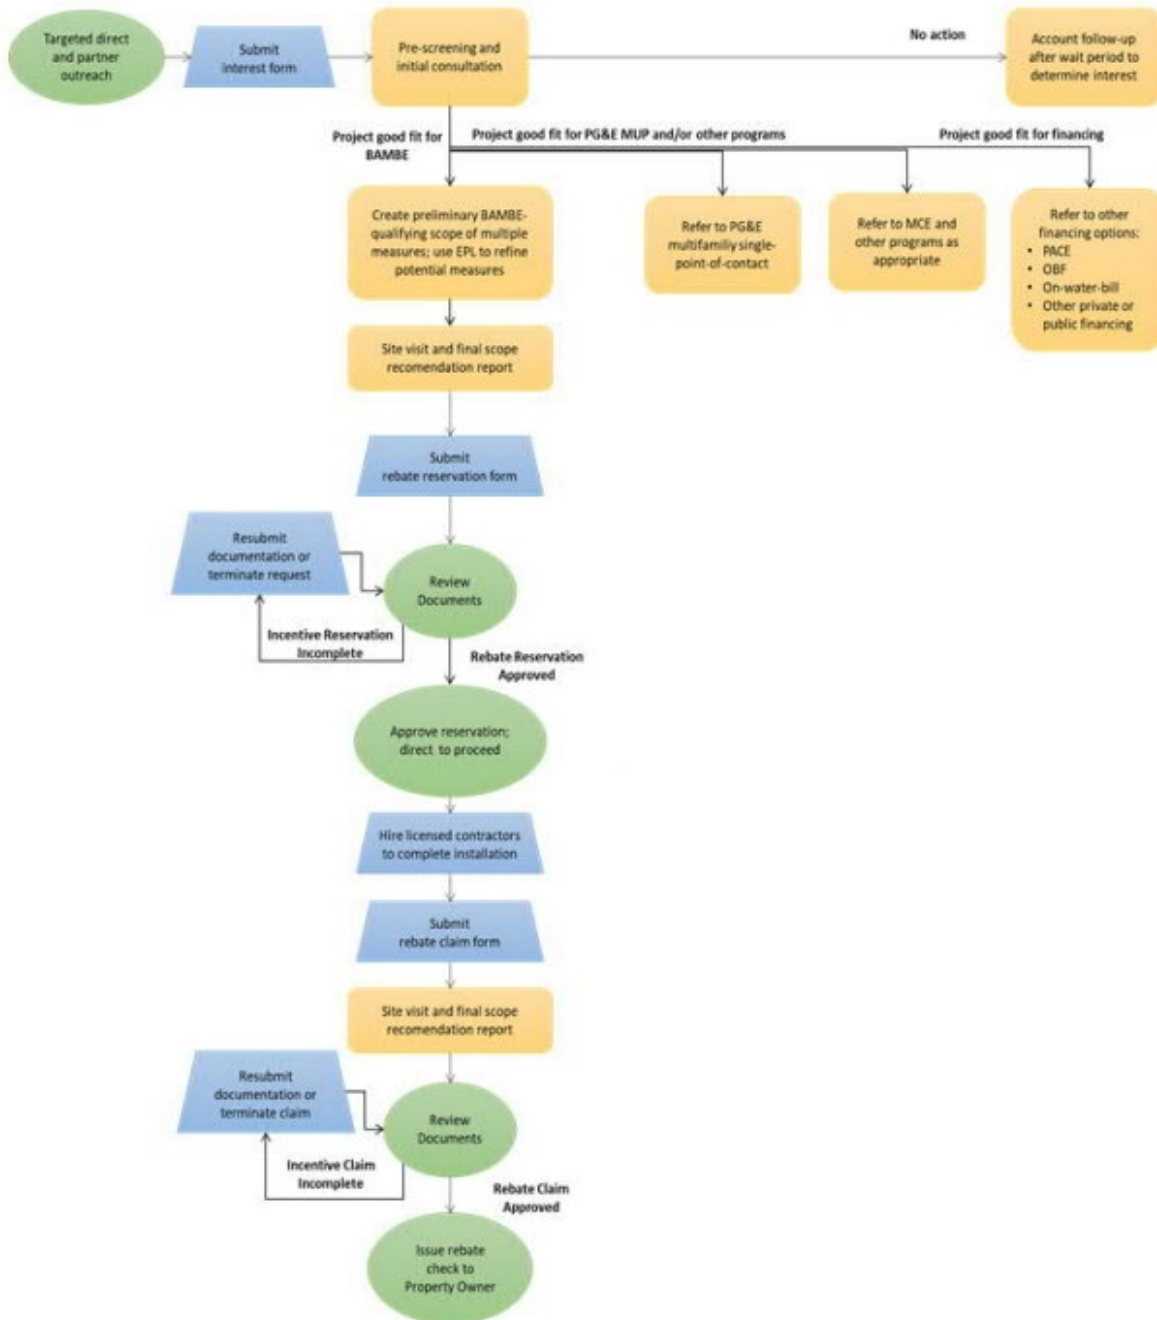 Targeted direct
and partner
outreach
Submit
interest form
Pre-screening and
initial consultation
No action
Account follow-up
after wait period to
determine interest
Project good fit for
BAMBE
Project good fit for PG&E MUP and/or other programs
Project good fit for financing
Create preliminary BAMBE-
qualifying scope of multiple
measures; use EPL to refine
potential measures
Refer to PG&E
multifamiliy single-
point-of-contact
Refer to MCE and
other programs as
appropriate
Refer to other
financing options:
• PACE
• OBF
• On-water-bill
• Other private or
public financing
Site visit and final scope
recomendation report
Submit
rebate reservation form
Resubmit
documentation or
terminate request
Review
Documents
Incentive Reservation
Incomplete
Rebate Reservation
Approved
Approve reservation;
direct to proceed
Hire licensed contractors
to complete installation
Submit
rebate claim form
Site visit and final scope
recomendation report
Resubmit
documentation or
terminate claim
Review
Documents
Incentive Claim
Incomplete
Rebate Claim
Approved
Issue rebate
check to
Property Owner